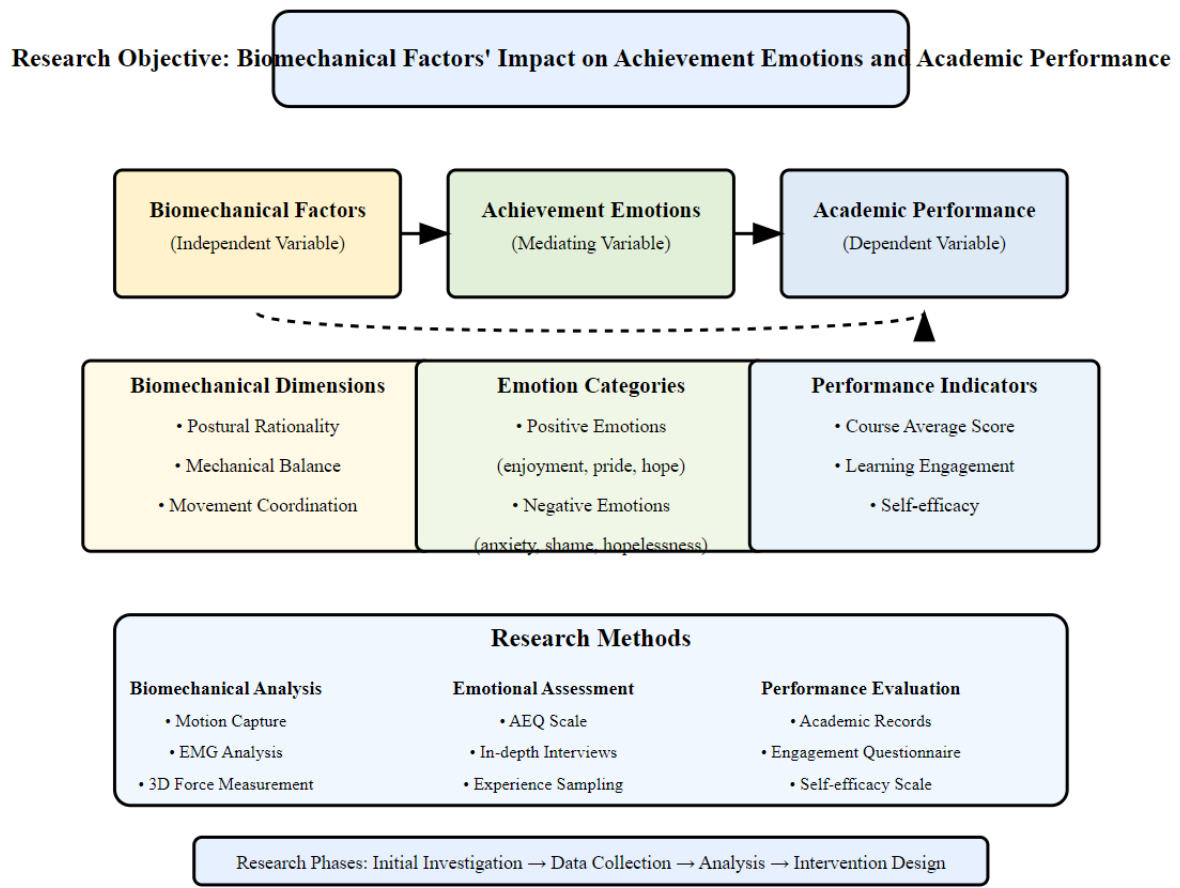 Research Objective: Biomechanical Factors' Impact on Achievement Emotions and Academic Performance
Biomechanical Factors
(Independent Variable)
Achievement Emotions
(Mediating Variable)
Academic Performance
(Dependent Variable)
Biomechanical Dimensions
• Postural Rationality
• Mechanical Balance
• Movement Coordination
Emotion Categories
• Positive Emotions
(enjoyment, pride, hope)
• Negative Emotions
(anxiety, shame, hopelessness)
Performance Indicators
• Course Average Score
• Learning Engagement
• Self-efficacy
Research Methods
Biomechanical Analysis
• Motion Capture
• EMG Analysis
• 3D Force Measurement
Emotional Assessment
• AEQ Scale
• In-depth Interviews
• Experience Sampling
Performance Evaluation
• Academic Records
• Engagement Questionnaire
• Self-efficacy Scale
Research Phases: Initial Investigation → Data Collection → Analysis → Intervention Design